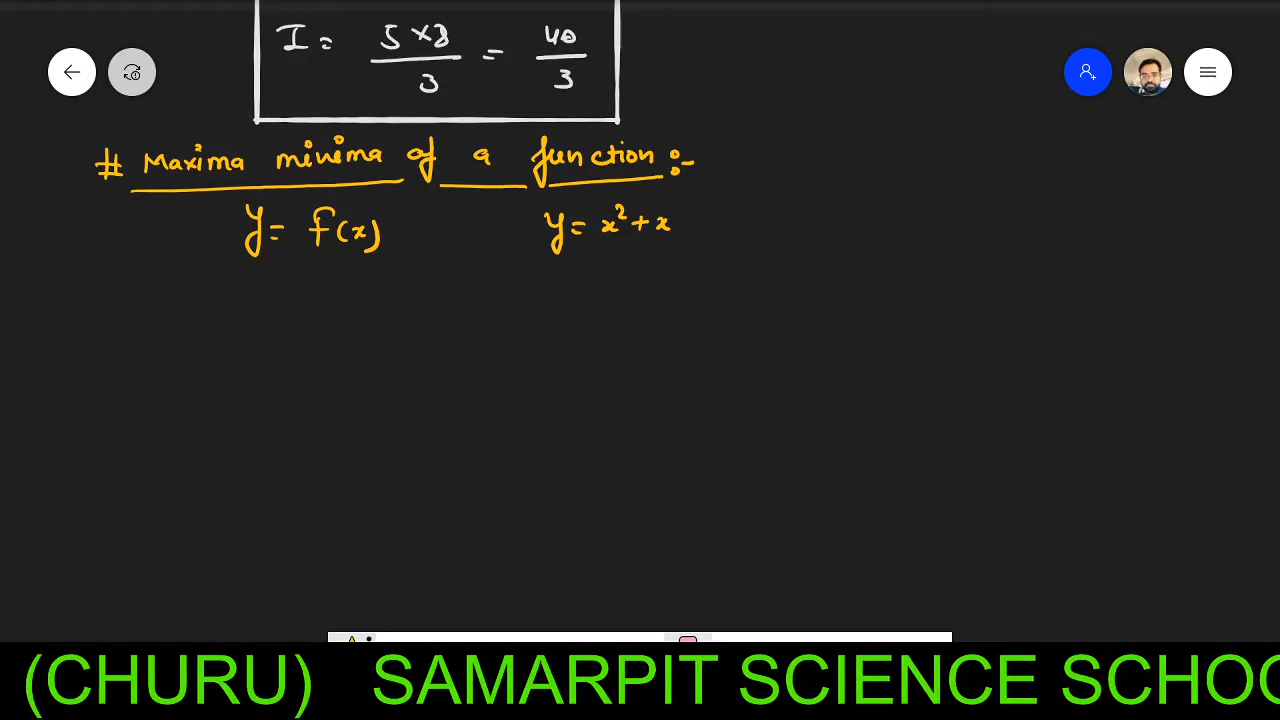 I = 5×8/3 = 40/3
# Maxima minima of a function :-
y = f(x) y = x² + x
(CHURU) SAMARPIT SCIENCE SCHOO